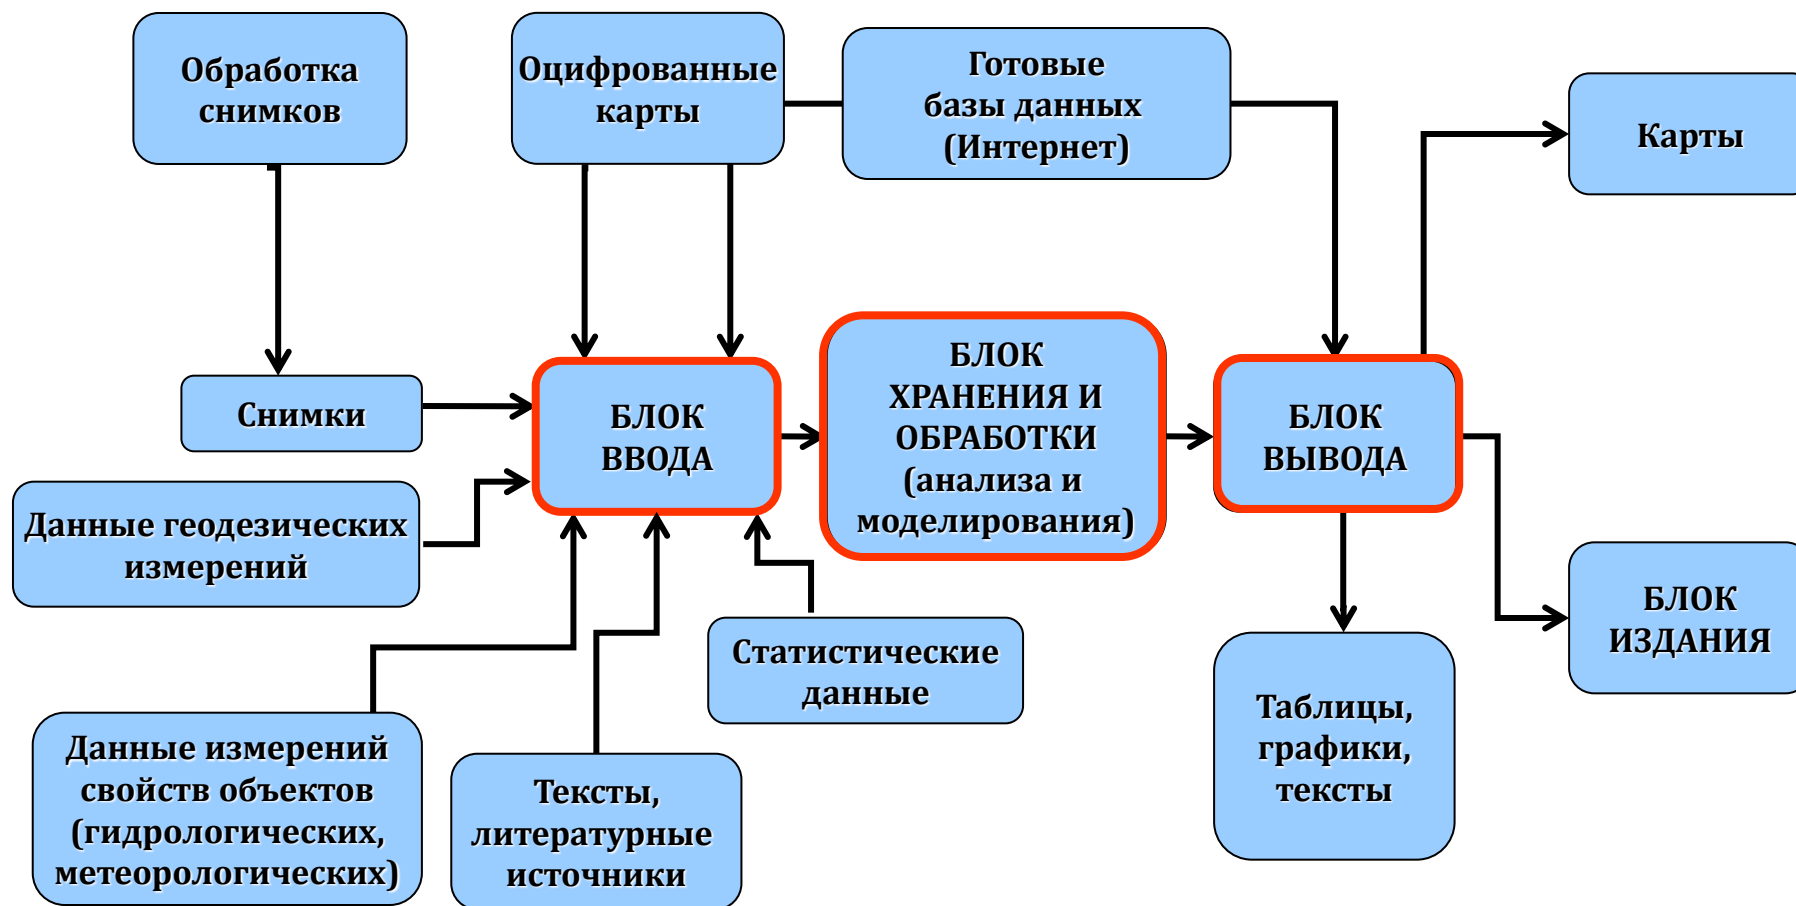 Обработка
снимков
Оцифрованные
карты
Готовые
базы данных
(Интернет)
Карты
Снимки
БЛОК
ВВОДА
БЛОК
ХРАНЕНИЯ И
ОБРАБОТКИ
(анализа и
моделирования)
БЛОК
ВЫВОДА
Данные геодезических
измерений
Статистические
данные
БЛОК
ИЗДАНИЯ
Данные измерений
свойств объектов
(гидрологических,
метеорологических)
Тексты,
литературные
источники
Таблицы,
графики,
тексты